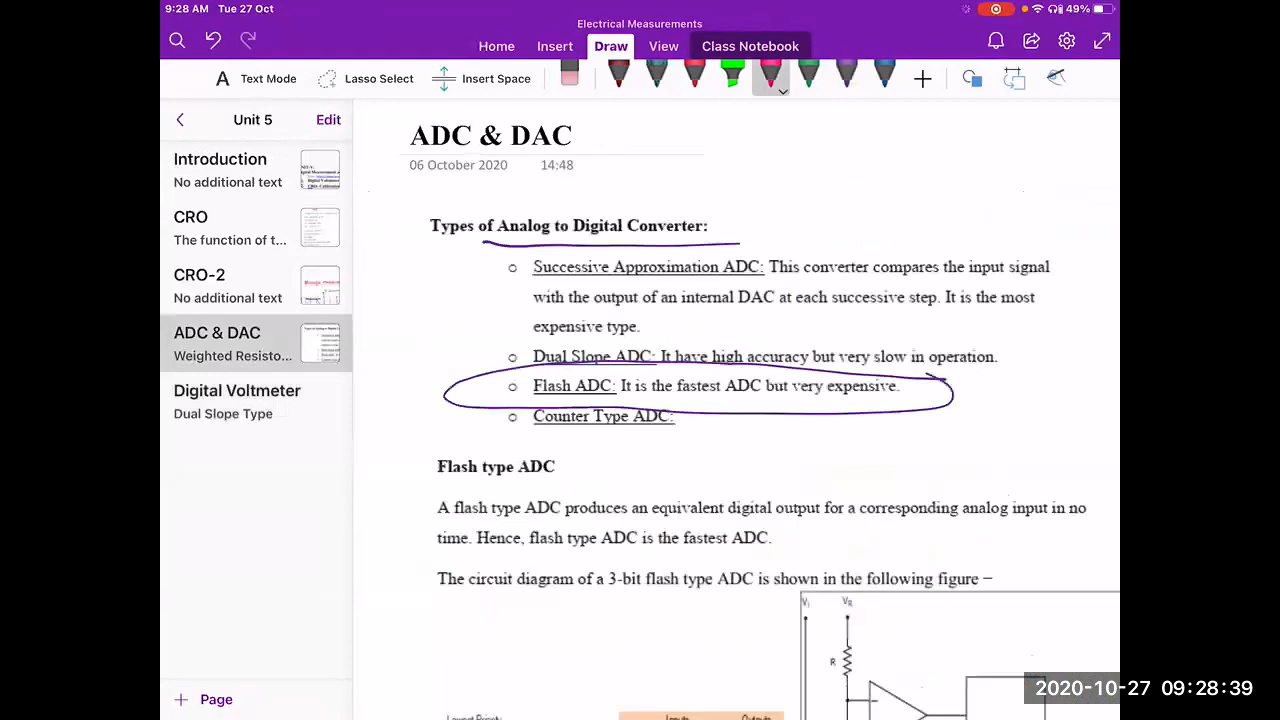 9:28 AM Tue 27 Oct
49%
Electrical Measurements
Home Insert Draw View Class Notebook
A Text Mode Lasso Select Insert Space
Unit 5 Edit
Introduction
No additional text
CRO
The function of t...
CRO-2
No additional text
ADC & DAC
Weighted Resisto...
Digital Voltmeter
Dual Slope Type
Page
ADC & DAC
06 October 2020 14:48
Types of Analog to Digital Converter:
Successive Approximation ADC: This converter compares the input signal
with the output of an internal DAC at each successive step. It is the most
expensive type.
Dual Slope ADC: It have high accuracy but very slow in operation.
Flash ADC: It is the fastest ADC but very expensive.
Counter Type ADC:
Flash type ADC
A flash type ADC produces an equivalent digital output for a corresponding analog input in no
time. Hence, flash type ADC is the fastest ADC.
The circuit diagram of a 3-bit flash type ADC is shown in the following figure –
Vi VR
R
Lowest Priority Inputs Outputs
2020-10-27 09:28:39